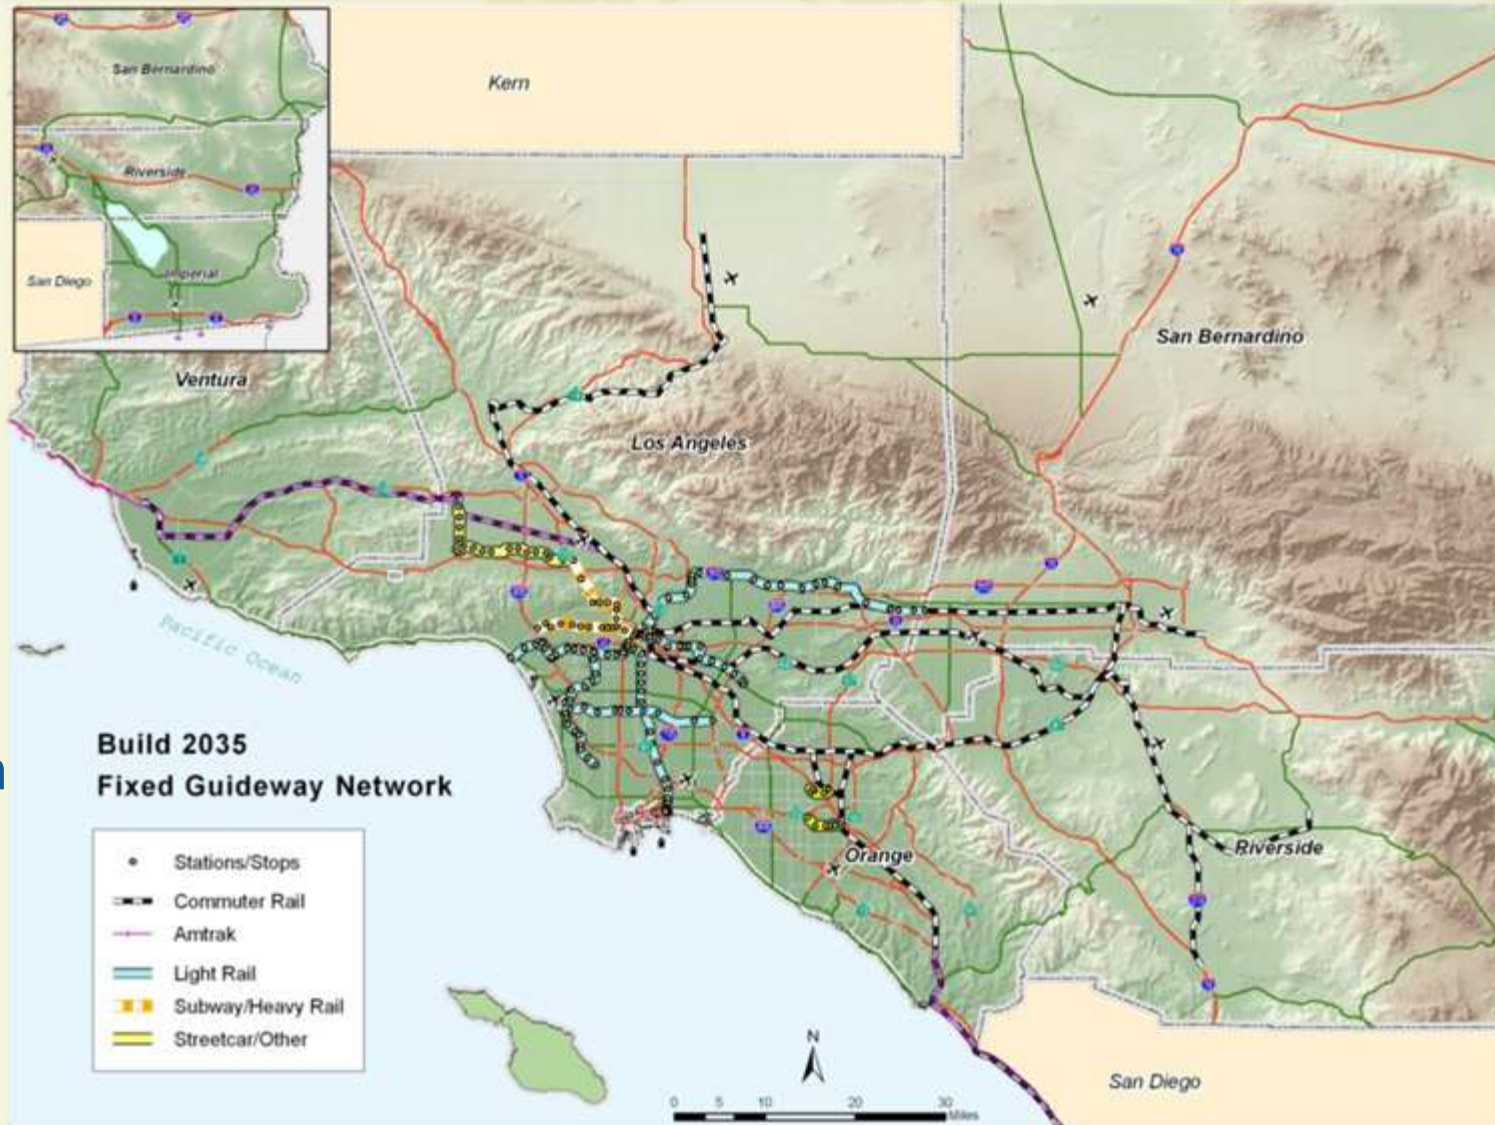 San Bernardino
Riverside
San Diego
Imperial
Kern
San Bernardino
Ventura
Los Angeles
Pacific Ocean
Build 2035
Fixed Guideway Network
Stations/Stops
Commuter Rail
Amtrak
Light Rail
Subway/Heavy Rail
Streetcar/Other
Orange
Riverside
San Diego
N
0 5 10 20 30
Miles